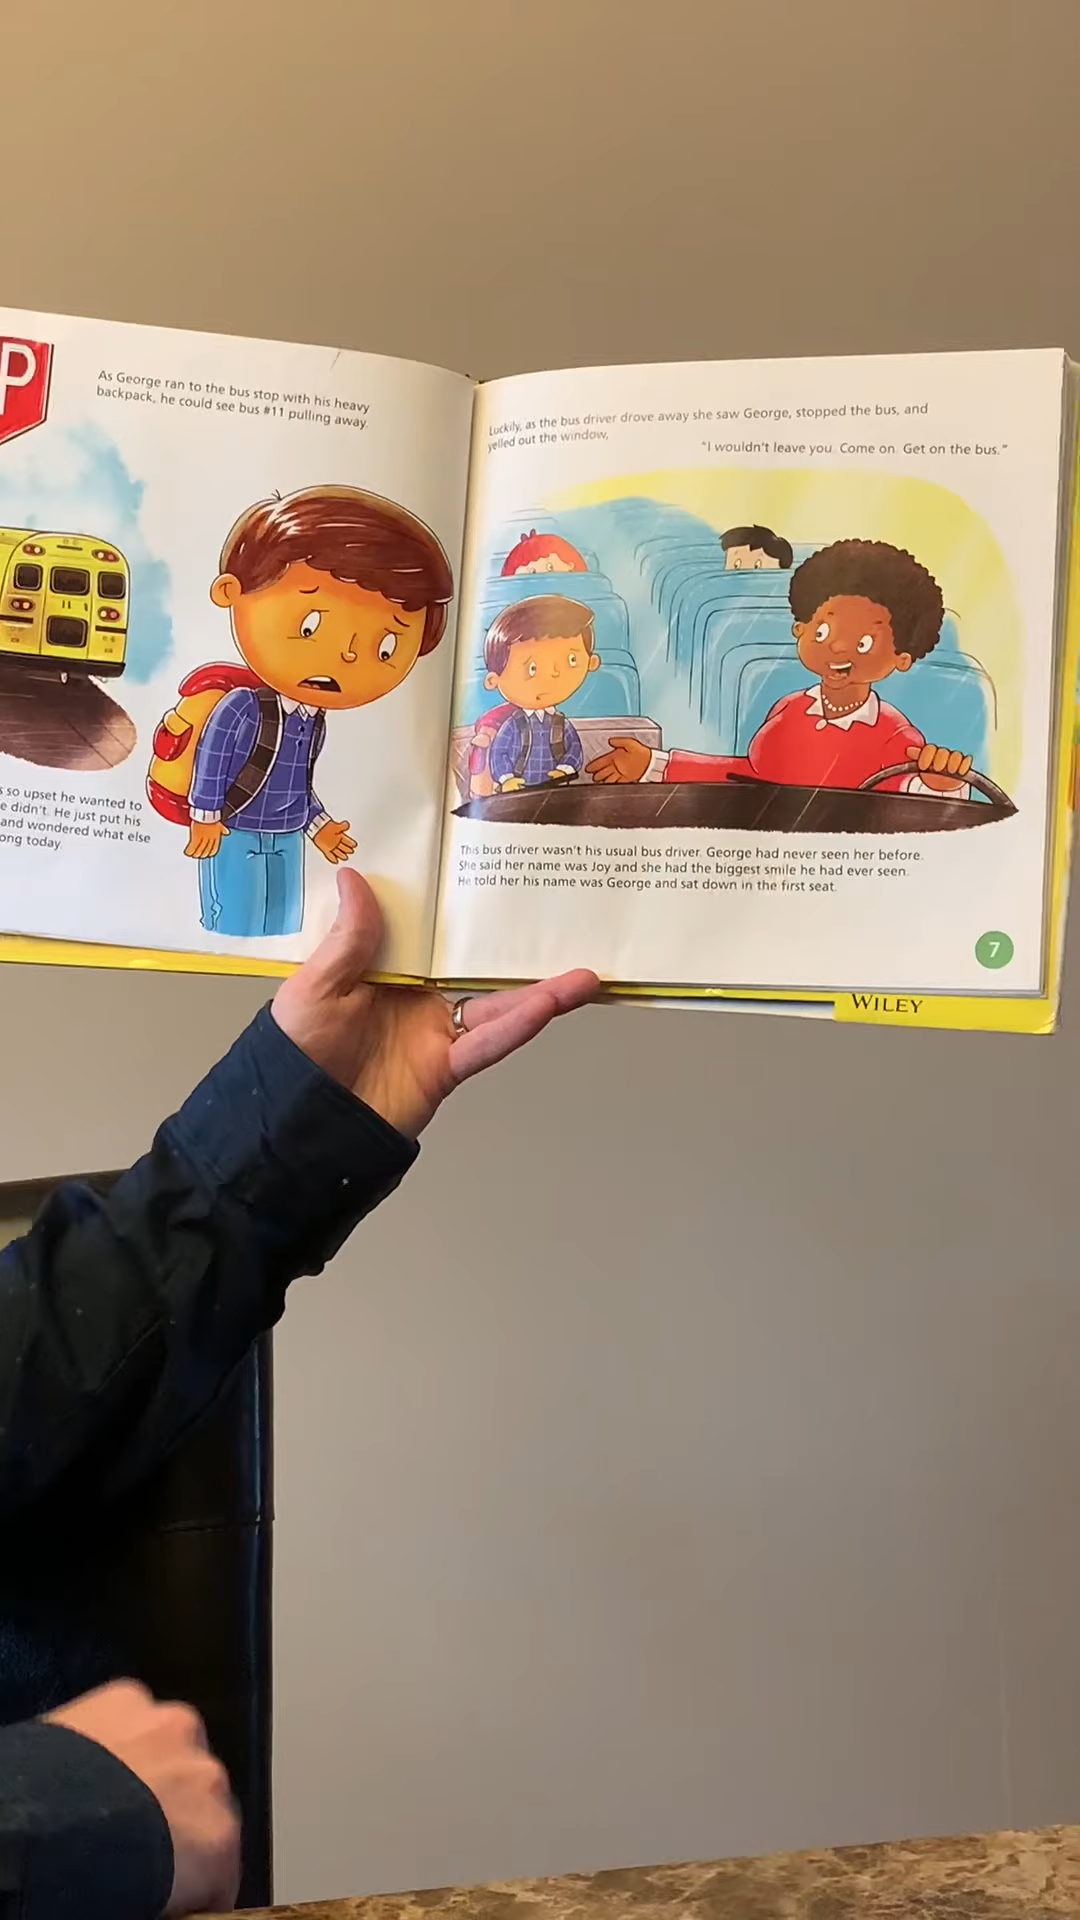 P
As George ran to the bus stop with his heavy
backpack, he could see bus #11 pulling away.
so upset he wanted to
e didn't. He just put his
and wondered what else
ong today.
Luckily, as the bus driver drove away she saw George, stopped the bus, and
yelled out the window,
"I wouldn't leave you. Come on. Get on the bus."
This bus driver wasn't his usual bus driver. George had never seen her before.
She said her name was Joy and she had the biggest smile he had ever seen.
He told her his name was George and sat down in the first seat.
7
WILEY